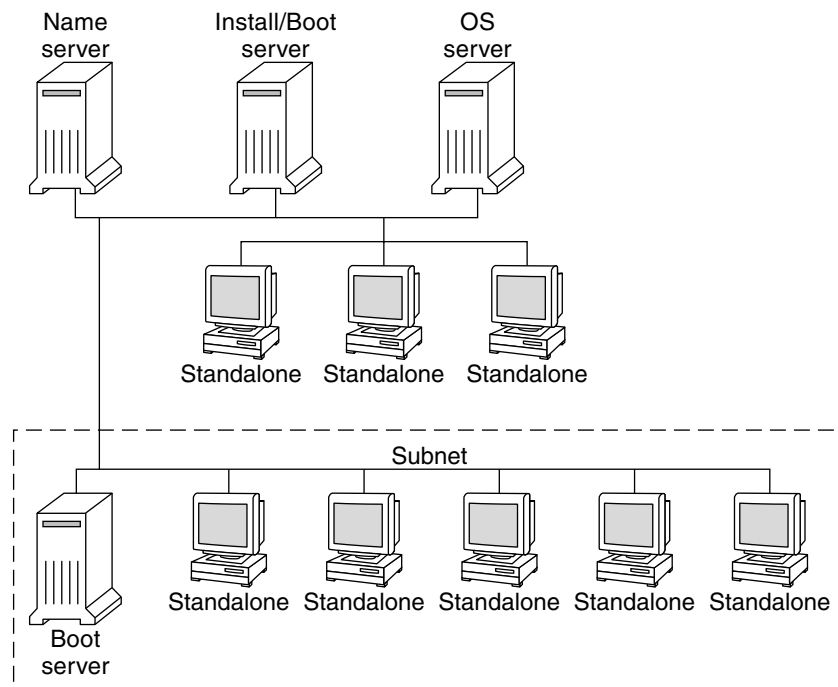 Name server
Install/Boot server
OS server
Standalone Standalone Standalone
Subnet
Standalone Standalone Standalone Standalone Standalone
Boot server